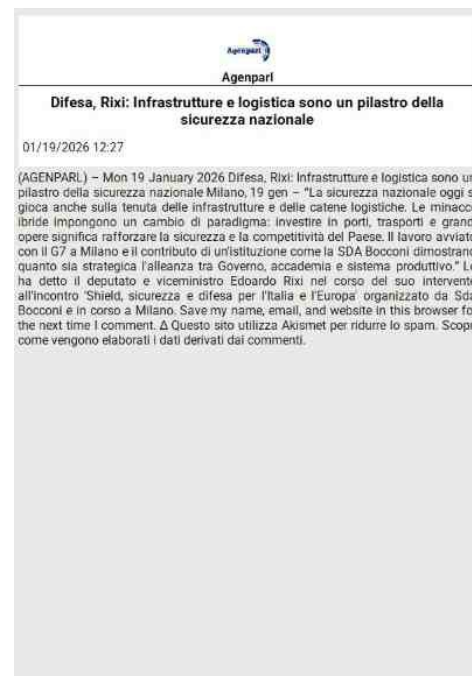 Agenparl
Agenparl
Difesa, Rixi: Infrastrutture e logistica sono un pilastro della
sicurezza nazionale
01/19/2026 12:27
(AGENPARL) – Mon 19 January 2026 Difesa, Rixi: Infrastrutture e logistica sono un
pilastro della sicurezza nazionale Milano, 19 gen – “La sicurezza nazionale oggi s
gioca anche sulla tenuta delle infrastrutture e delle catene logistiche. Le minacc
ibride impongono un cambio di paradigma: investire in porti, trasporti e grand
opere significa rafforzare la sicurezza e la competitività del Paese. Il lavoro avviato
con il G7 a Milano e il contributo di un'istituzione come la SDA Bocconi dimostrano
quanto sia strategica l'alleanza tra Governo, accademia e sistema produttivo.” L
ha detto il deputato e viceministro Edoardo Rixi nel corso del suo intervento
all'incontro 'Shield, sicurezza e difesa per l'Italia e l'Europa' organizzato da Sda
Bocconi e in corso a Milano. Save my name, email, and website in this browser fo
the next time I comment. Δ Questo sito utilizza Akismet per ridurre lo spam. Scopr
come vengono elaborati i dati derivati dai commenti.